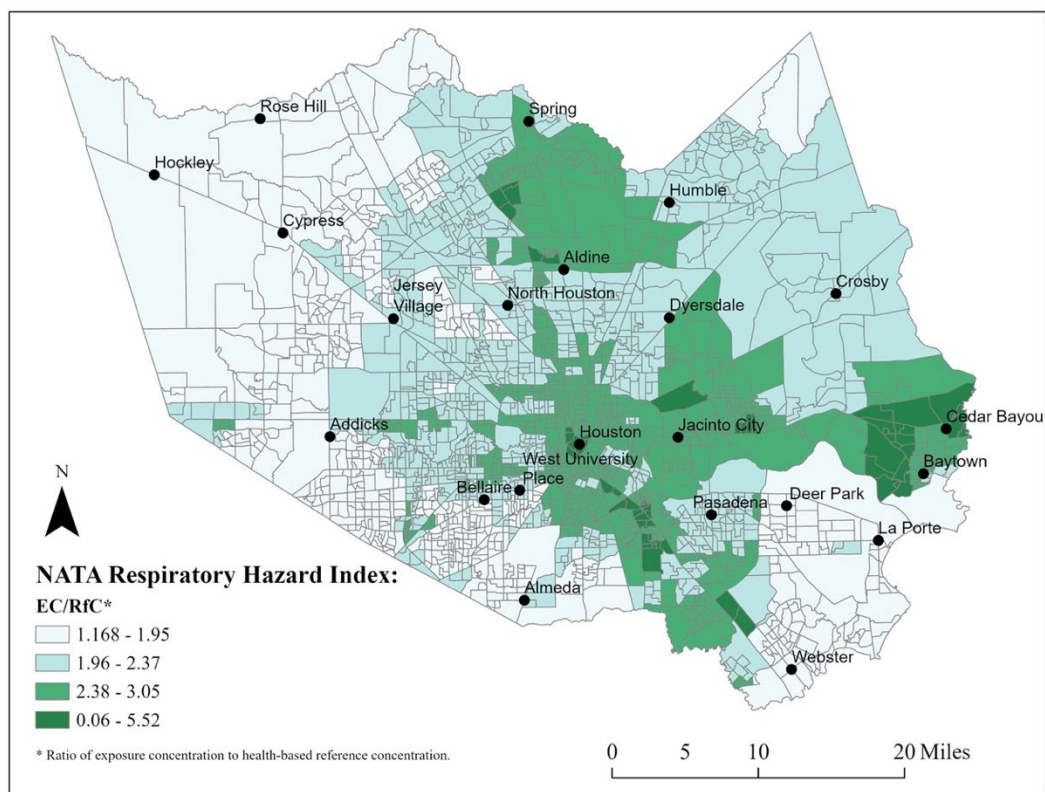 Spring
Rose Hill
Hockley
Humble
Cypress
Aldine
Crosby
Jersey
Village
North Houston
Dyersdale
Addicks
Houston
Jacinto City
Cedar Bayou
West University
Place
Bellaire
Baytown
Pasadena
Deer Park
La Porte
Almeda
Webster
N
NATA Respiratory Hazard Index:
EC/RfC*
1.168 - 1.95
1.96 - 2.37
2.38 - 3.05
0.06 - 5.52
* Ratio of exposure concentration to health-based reference concentration.
0 5 10 20 Miles